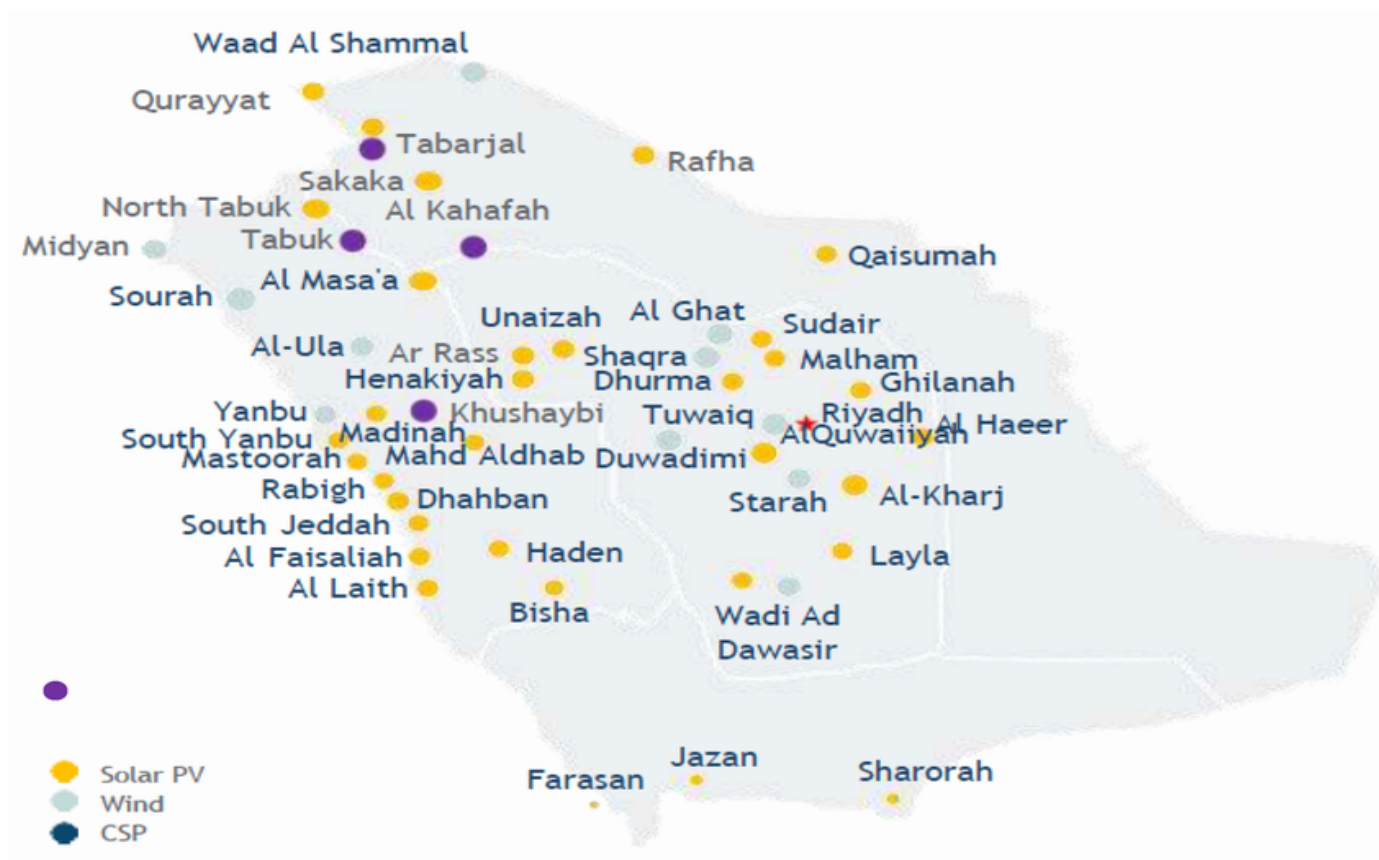 Waad Al Shammal
Qurayyat
Tabarjal
Rafha
Sakaka
North Tabuk
Al Kahafah
Midyan
Tabuk
Qaisumah
Al Masa'a
Sourah
Unaizah
Al Ghat
Sudair
Al-Ula
Ar Rass
Shaqra
Malham
Henakiyah
Dhurma
Ghilanah
Yanbu
Khushaybi
Tuwaiq
Riyadh
Al Haeer
South Yanbu
Madinah
AlQuwaiiyah
Mastoorah
Mahd Aldhab
Duwadimi
Rabigh
Dhahban
Starah
Al-Kharj
South Jeddah
Al Faisaliah
Haden
Layla
Al Laith
Bisha
Wadi Ad
Dawasir
Jazan
Farasan
Sharorah
Solar PV
Wind
CSP